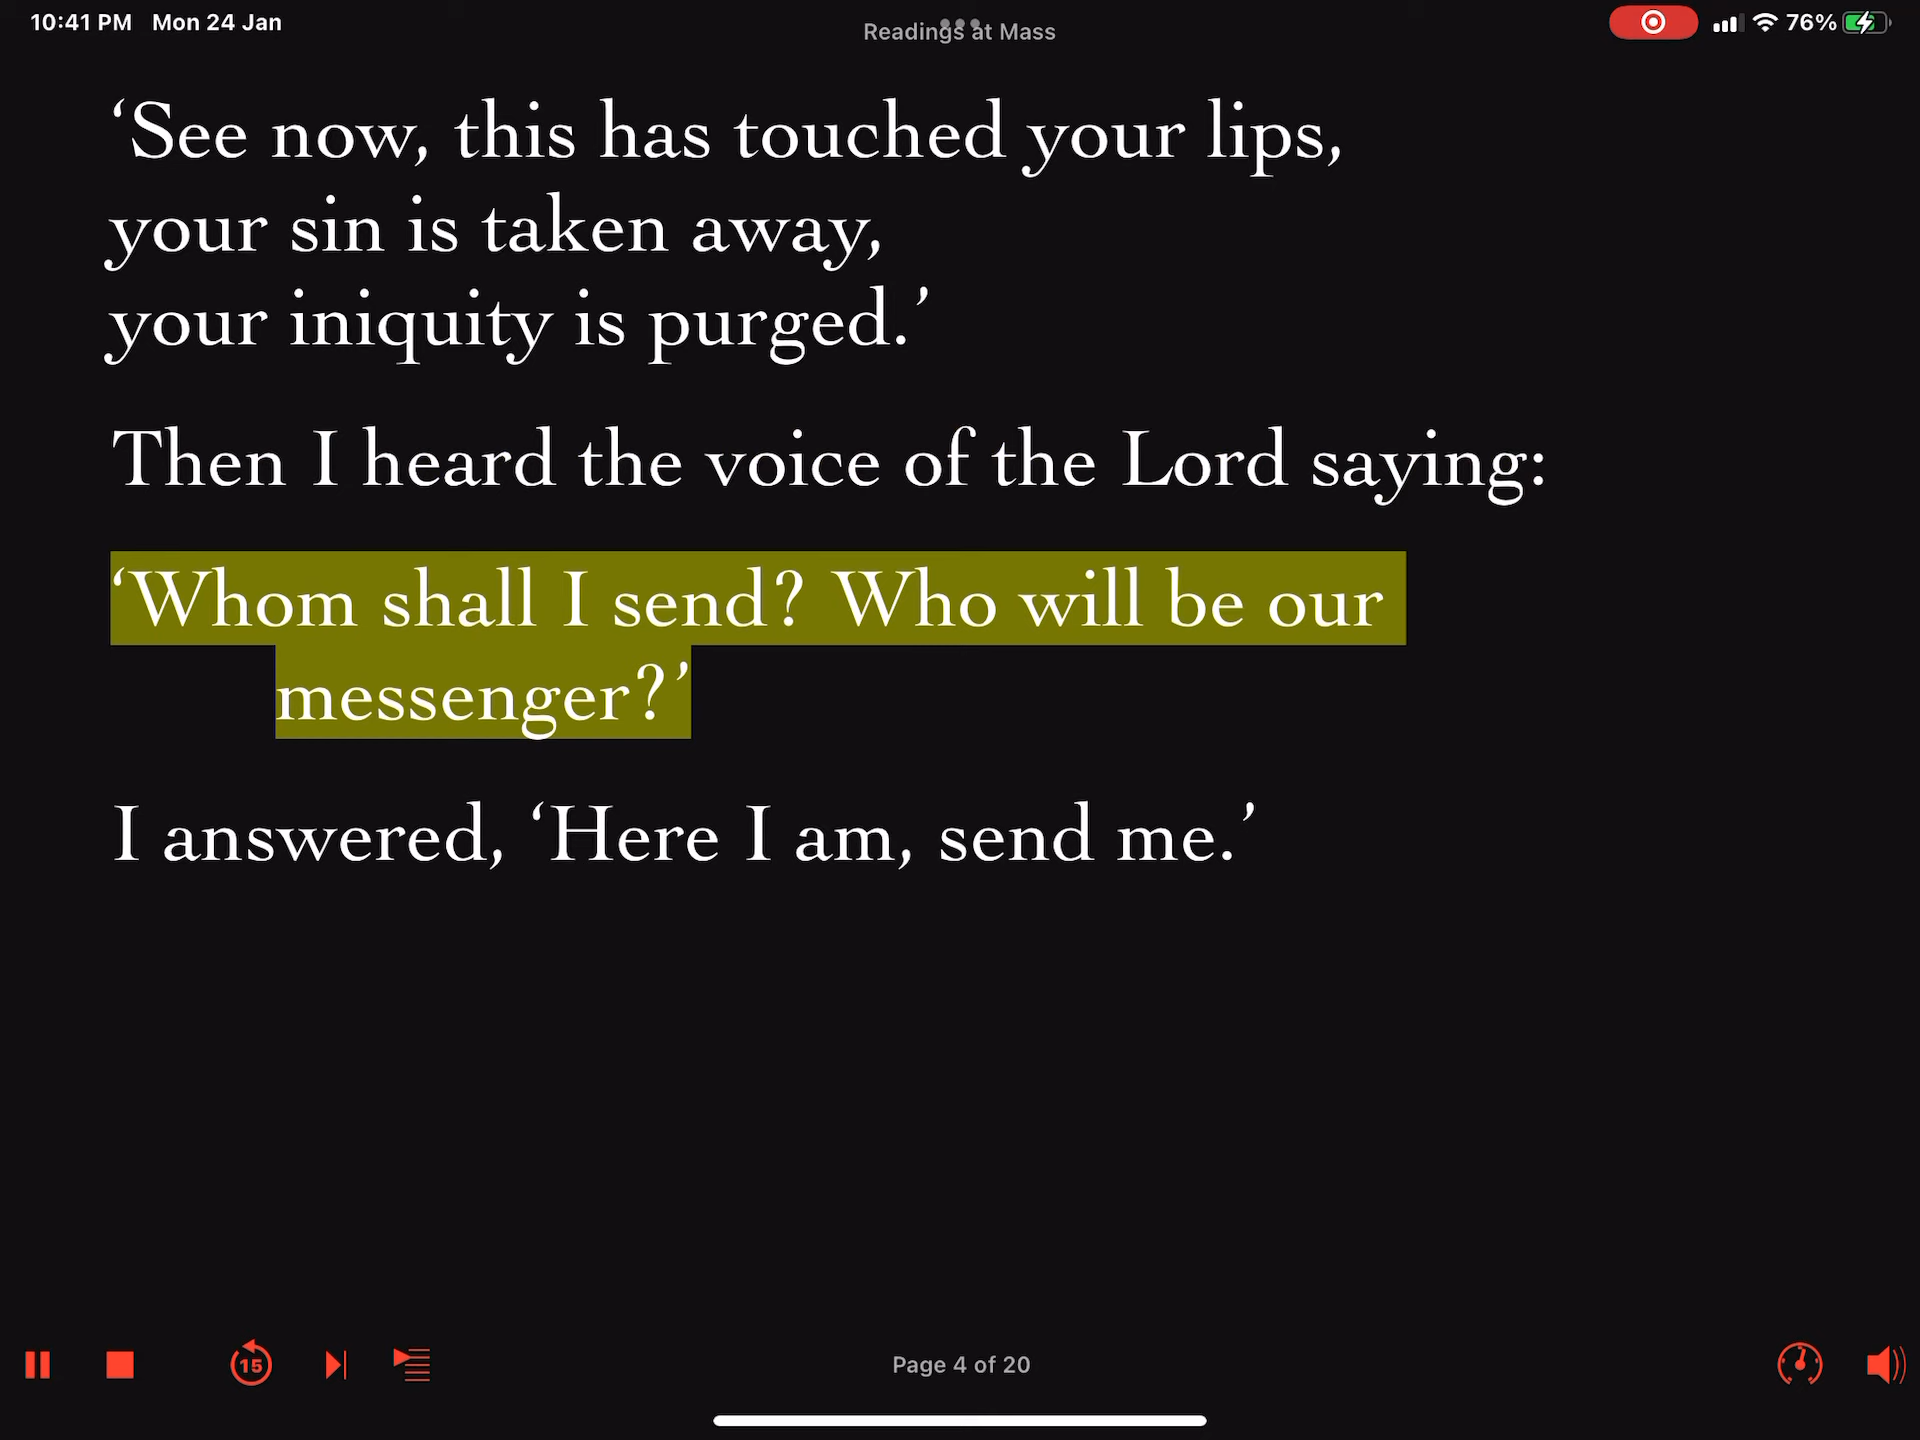 10:41 PM Mon 24 Jan
Readings at Mass
76%
‘See now, this has touched your lips,
your sin is taken away,
your iniquity is purged.’
Then I heard the voice of the Lord saying:
‘Whom shall I send? Who will be our
messenger?’
I answered, ‘Here I am, send me.’
15
Page 4 of 20